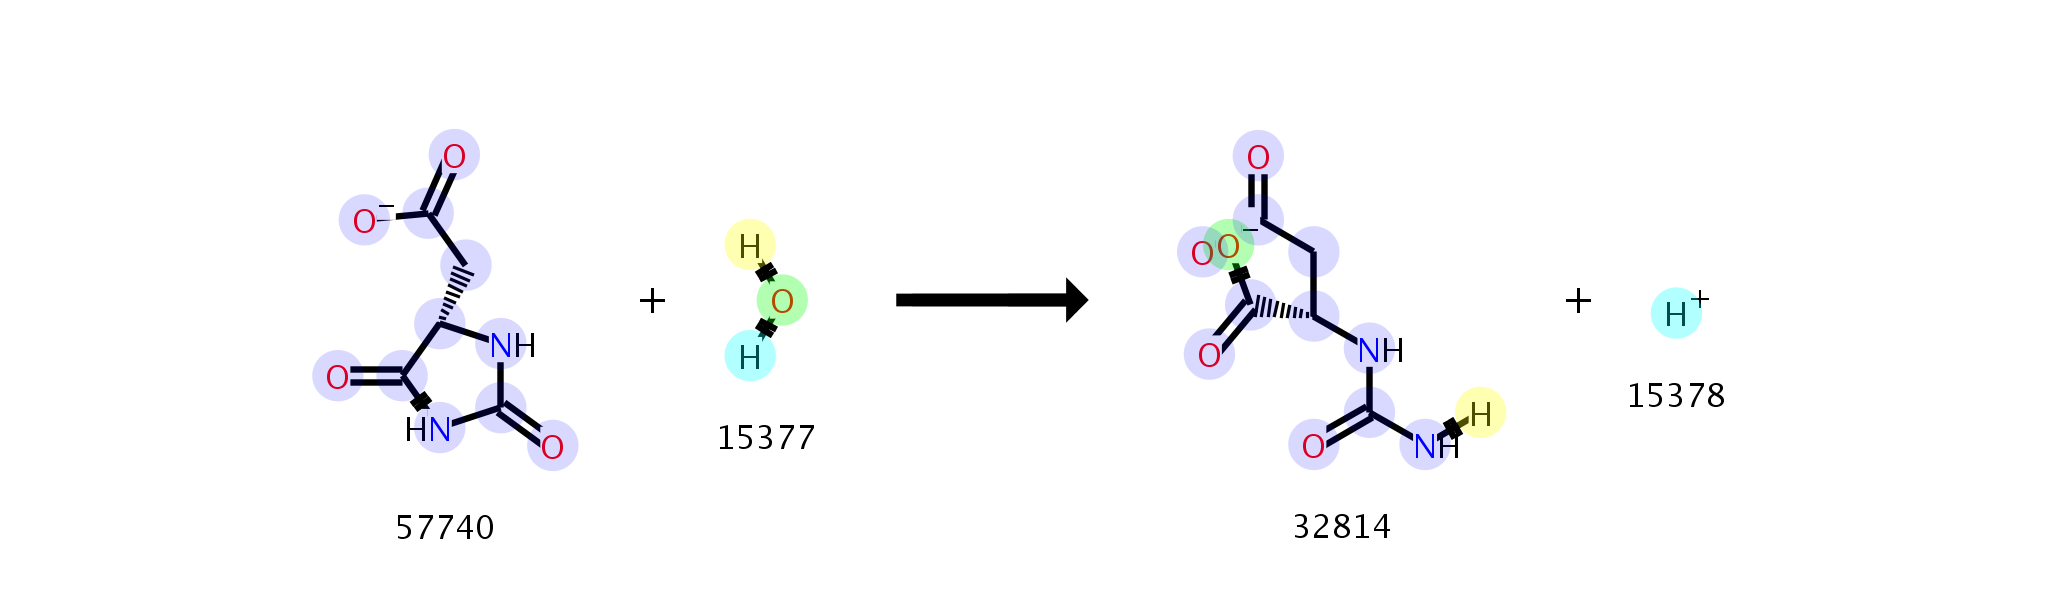 O
O−
NH
O
HN
O
57740
+
H
O
H
15377
O
O
O−
O
NH
O
NH
H
32814
+
H+
15378